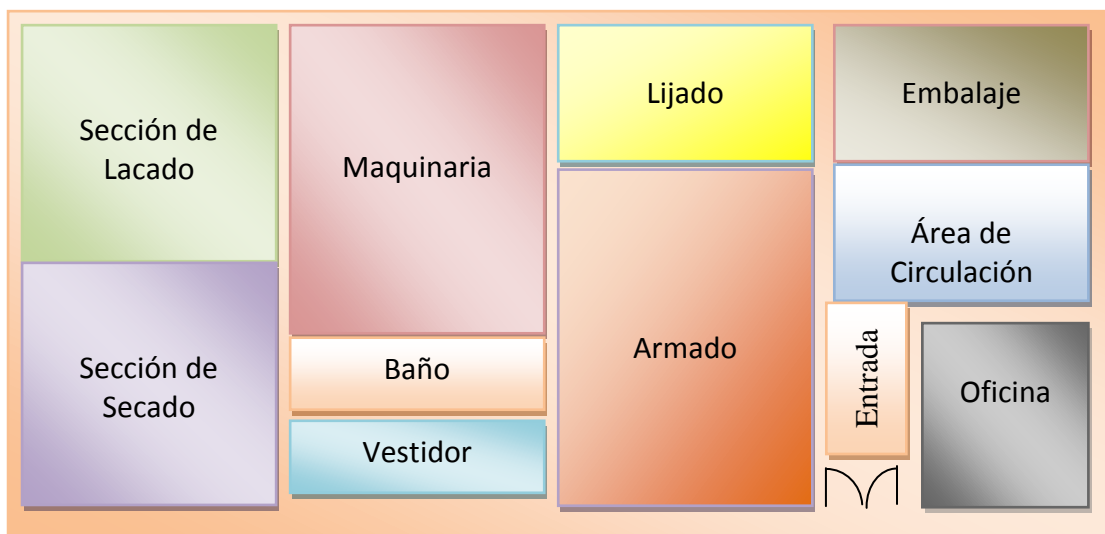 Sección de
Lacado
Maquinaria
Lijado
Embalaje
Área de
Circulación
Sección de
Secado
Baño
Vestidor
Armado
Entrada
Oficina